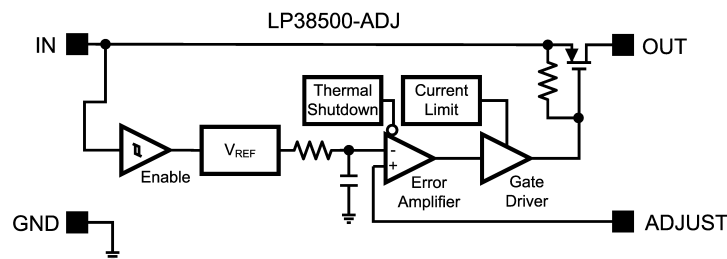 LP38500-ADJ
IN
OUT
Thermal
Shutdown
Current
Limit
VREF
Enable
-
+
Error
Amplifier
Gate
Driver
GND
ADJUST